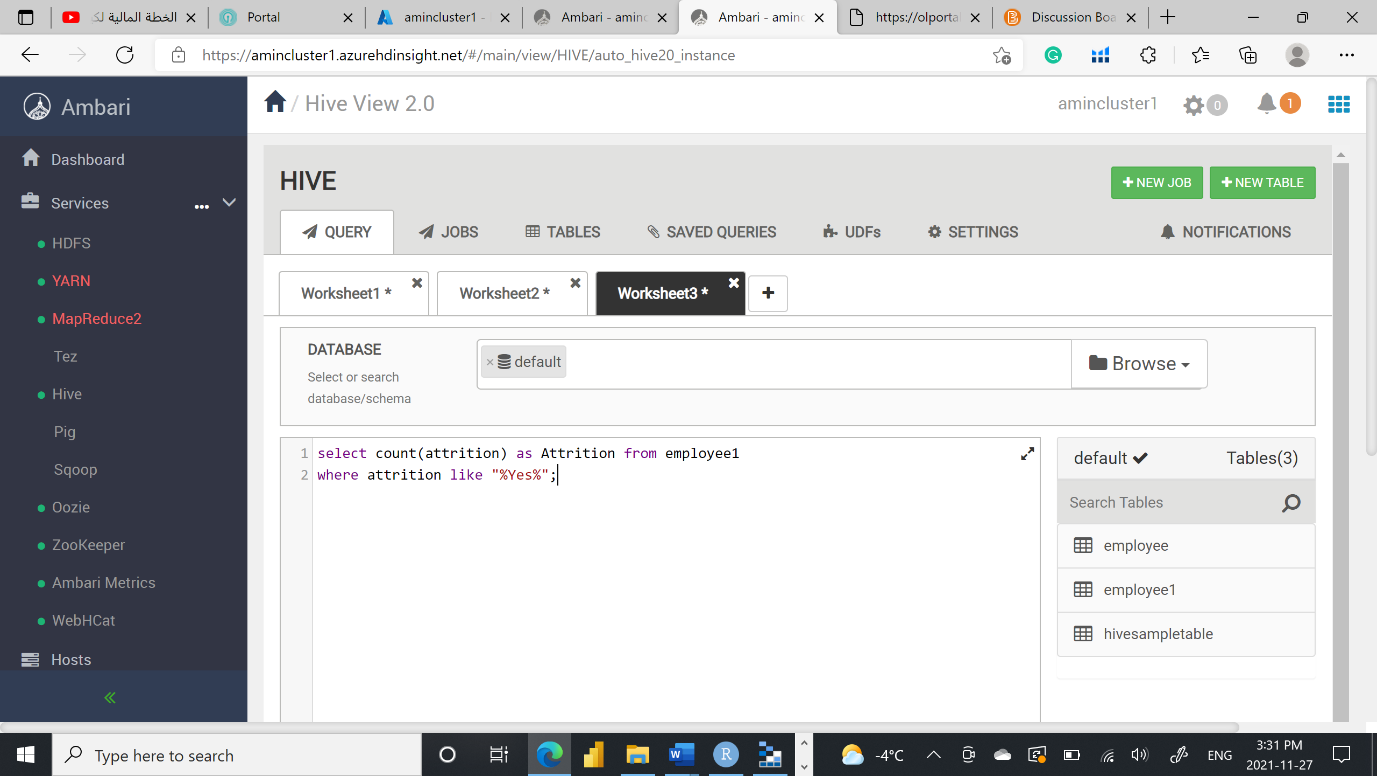 الخطة المالية لك
Portal
amincluster1 -
Ambari - aminc
Ambari - aminc
https://olportal
Discussion Boa
https://amincluster1.azurehdinsight.net/#/main/view/HIVE/auto_hive20_instance
Ambari
Dashboard
Services
HDFS
YARN
MapReduce2
Tez
Hive
Pig
Sqoop
Oozie
ZooKeeper
Ambari Metrics
WebHCat
Hosts
/ Hive View 2.0
amincluster1
0
1
HIVE
+ NEW JOB
+ NEW TABLE
QUERY
JOBS
TABLES
SAVED QUERIES
UDFs
SETTINGS
NOTIFICATIONS
Worksheet1 *
Worksheet2 *
Worksheet3 *
DATABASE
Select or search
database/schema
× default
Browse
1 select count(attrition) as Attrition from employee1
2 where attrition like "%Yes%";
default
Tables(3)
Search Tables
employee
employee1
hivesampletable
Type here to search
-4°C
ENG
3:31 PM
2021-11-27